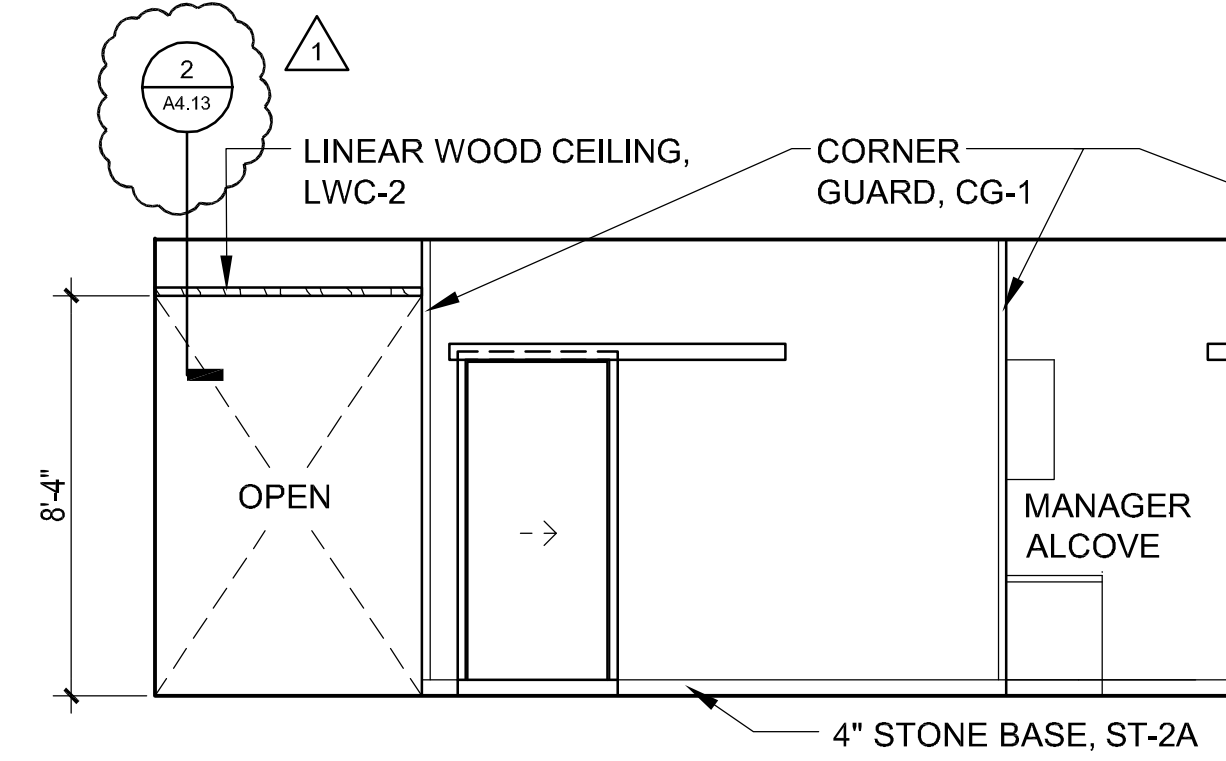 2
A4.13
1
LINEAR WOOD CEILING,
LWC-2
CORNER
GUARD, CG-1
8'-4"
OPEN
MANAGER
ALCOVE
4" STONE BASE, ST-2A